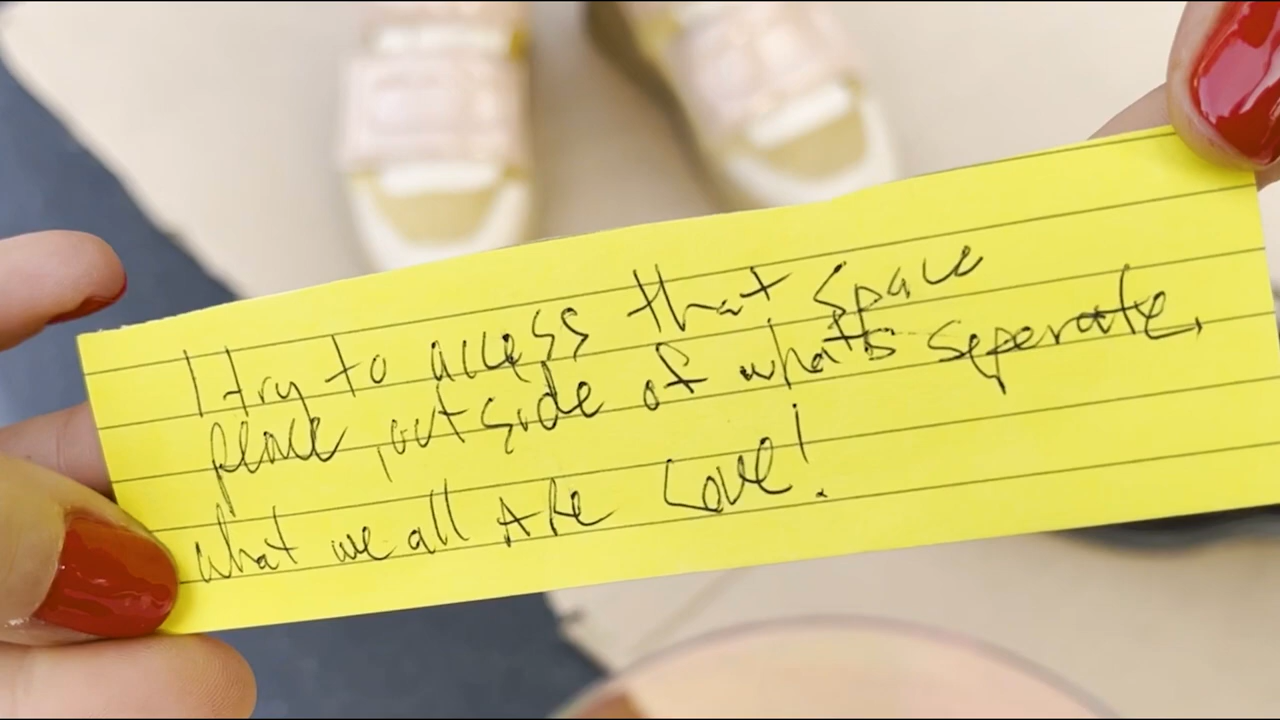 I try to access that space
place, outside of what's seperate,
what we all ARE Love!